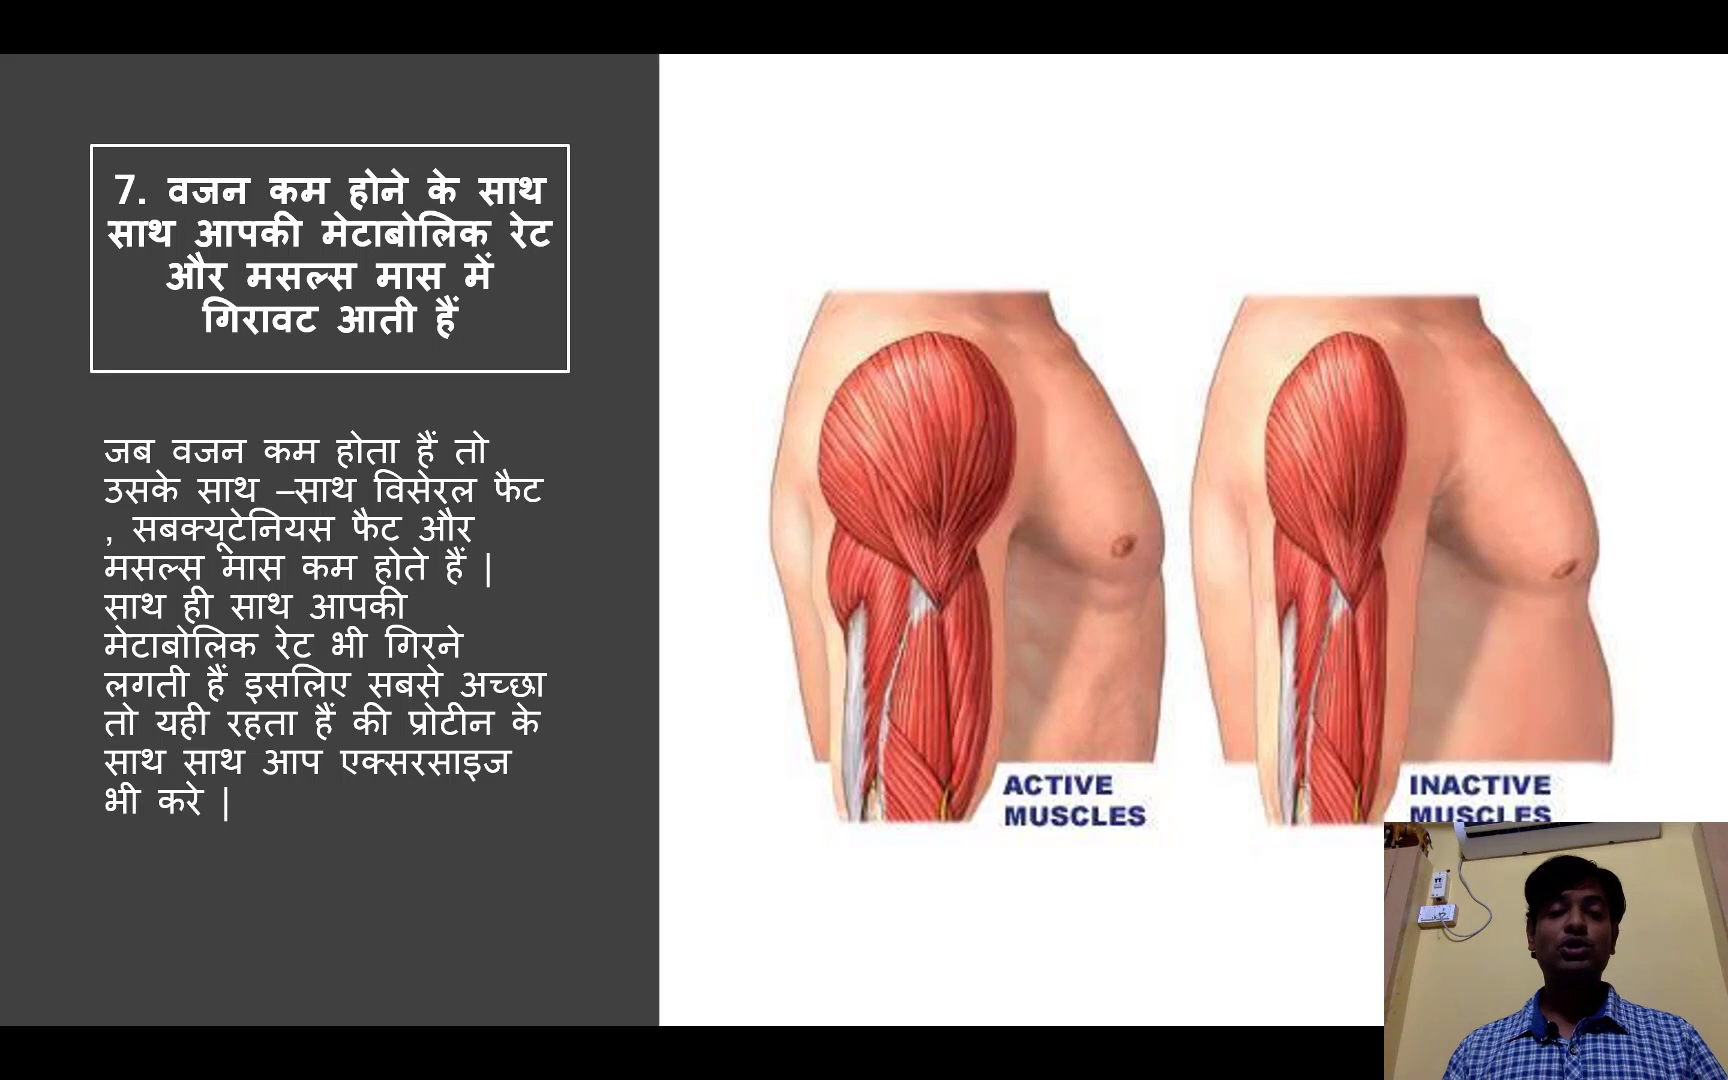 7. वजन कम होने के साथ
साथ आपकी मेटाबोलिक रेट
और मसल्स मास में
गिरावट आती हैं
जब वजन कम होता हैं तो
उसके साथ –साथ विसेरल फैट
, सबक्यूटेनियस फैट और
मसल्स मास कम होते हैं |
साथ ही साथ आपकी
मेटाबोलिक रेट भी गिरने
लगती हैं इसलिए सबसे अच्छा
तो यही रहता हैं की प्रोटीन के
साथ साथ आप एक्सरसाइज
भी करे |
ACTIVE
MUSCLES
INACTIVE
MUSCLES